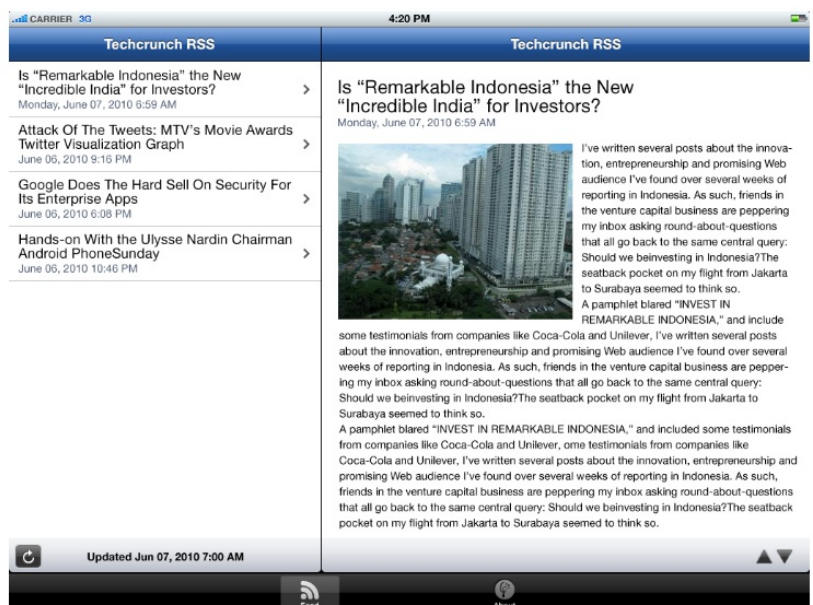 CARRIER 3G
4:20 PM
Techcrunch RSS
Is “Remarkable Indonesia” the New
“Incredible India” for Investors?
Monday, June 07, 2010 6:59 AM
Attack Of The Tweets: MTV’s Movie Awards
Twitter Visualization Graph
June 06, 2010 9:16 PM
Google Does The Hard Sell On Security For
Its Enterprise Apps
June 06, 2010 6:08 PM
Hands-on With the Ulysse Nardin Chairman
Android PhoneSunday
June 06, 2010 10:46 PM
Updated Jun 07, 2010 7:00 AM
Techcrunch RSS
Is “Remarkable Indonesia” the New
“Incredible India” for Investors?
Monday, June 07, 2010 6:59 AM
I’ve written several posts about the innova-
tion, entrepreneurship and promising Web
audience I’ve found over several weeks of
reporting in Indonesia. As such, friends in
the venture capital business are peppering
my inbox asking round-about-questions
that all go back to the same central query:
Should we beinvesting in Indonesia?The
seatback pocket on my flight from Jakarta
to Surabaya seemed to think so.
A pamphlet blared “INVEST IN
REMARKABLE INDONESIA,” and include
some testimonials from companies like Coca-Cola and Unilever, I’ve written several posts
about the innovation, entrepreneurship and promising Web audience I’ve found over several
weeks of reporting in Indonesia. As such, friends in the venture capital business are pepper-
ing my inbox asking round-about-questions that all go back to the same central query:
Should we beinvesting in Indonesia?The seatback pocket on my flight from Jakarta to
Surabaya seemed to think so.
A pamphlet blared “INVEST IN REMARKABLE INDONESIA,” and included some testimonials
from companies like Coca-Cola and Unilever, ome testimonials from companies like
Coca-Cola and Unilever, I’ve written several posts about the innovation, entrepreneurship and
promising Web audience I’ve found over several weeks of reporting in Indonesia. As such,
friends in the venture capital business are peppering my inbox asking round-about-questions
that all go back to the same central query: Should we beinvesting in Indonesia?The seatback
pocket on my flight from Jakarta to Surabaya seemed to think so.
Feed
About